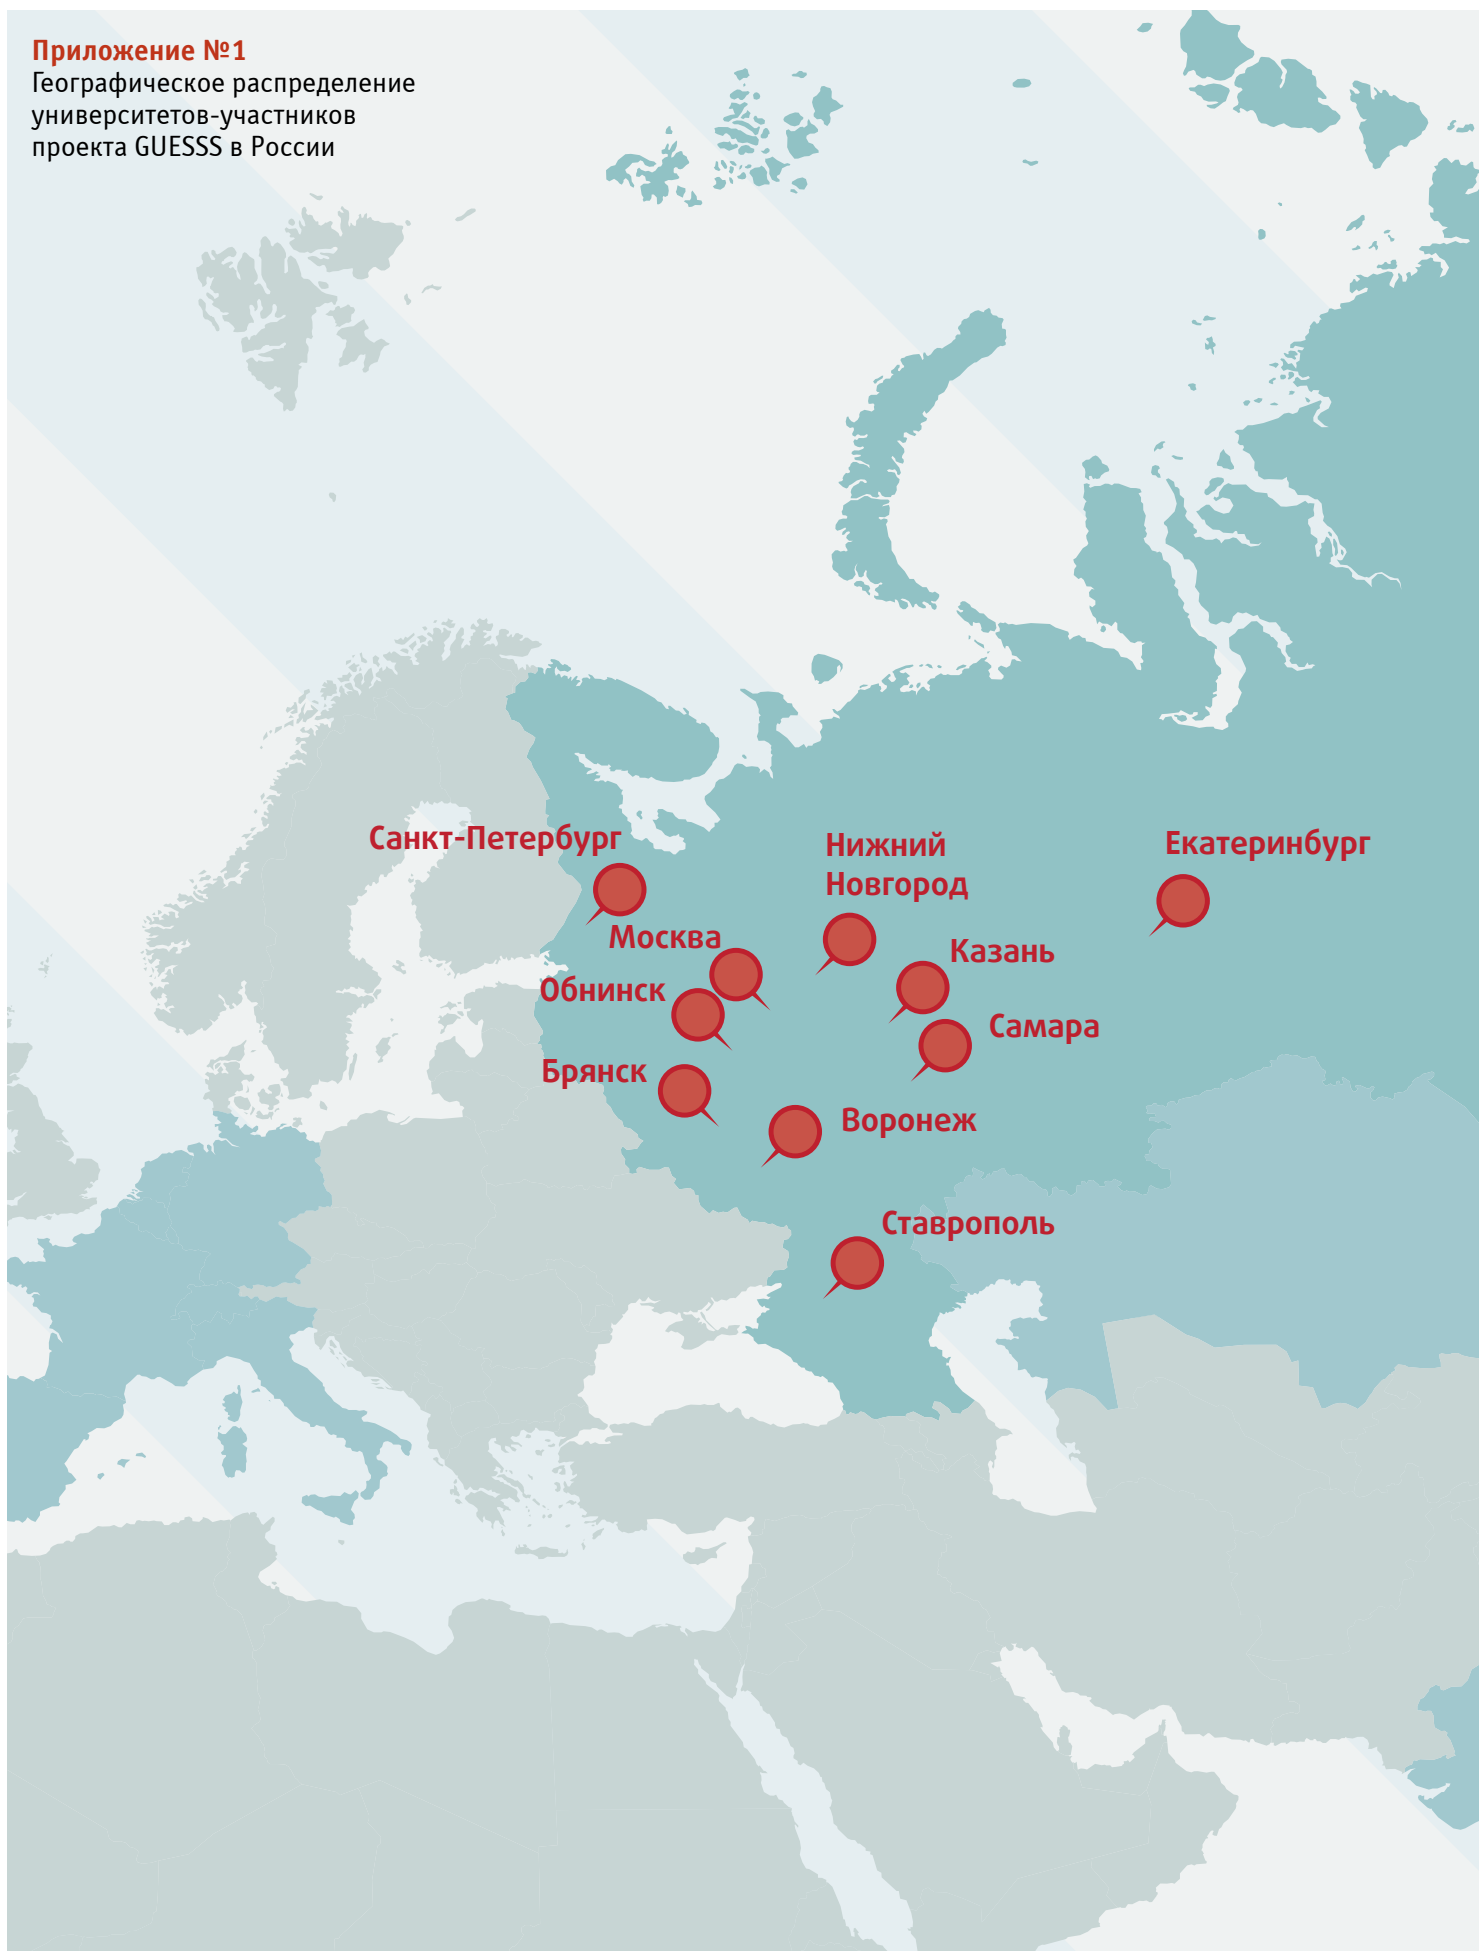 Приложение №1
Географическое распределение
университетов-участников
проекта GUESSS в России
Санкт-Петербург
Нижний
Новгород
Екатеринбург
Москва
Казань
Обнинск
Самара
Брянск
Воронеж
Ставрополь